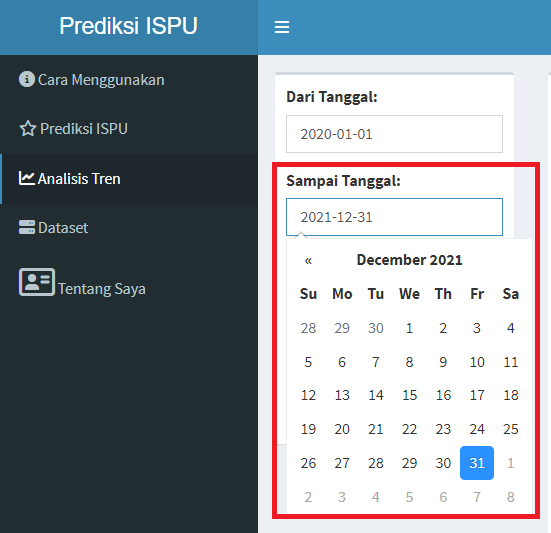 Prediksi ISPU
Cara Menggunakan
Prediksi ISPU
Analisis Tren
Dataset
Tentang Saya
Dari Tanggal:
2020-01-01
Sampai Tanggal:
2021-12-31
« December 2021
Su Mo Tu We Th Fr Sa
28 29 30 1 2 3 4
5 6 7 8 9 10 11
12 13 14 15 16 17 18
19 20 21 22 23 24 25
26 27 28 29 30 31 1
2 3 4 5 6 7 8